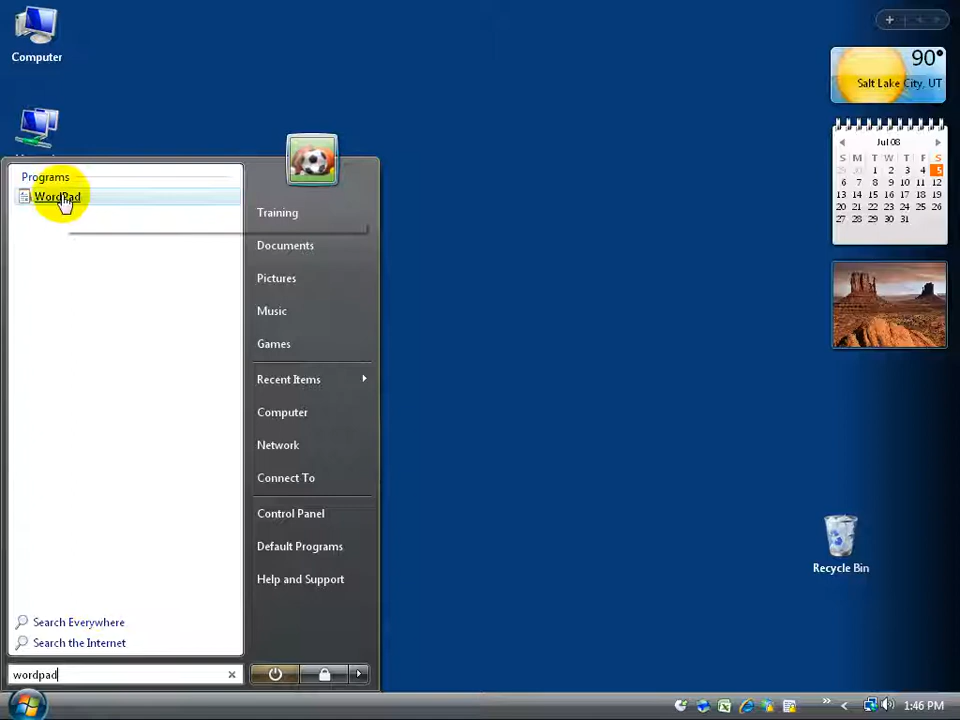 Computer
90°
Salt Lake City, UT
Jul 08
S M T W T F S
29 30 1 2 3 4 5
6 7 8 9 10 11 12
13 14 15 16 17 18 19
20 21 22 23 24 25 26
27 28 29 30 31
Programs
WordPad
Training
Documents
Pictures
Music
Games
Recent Items
Computer
Network
Connect To
Control Panel
Default Programs
Help and Support
Search Everywhere
Search the Internet
wordpad
Recycle Bin
1:46 PM